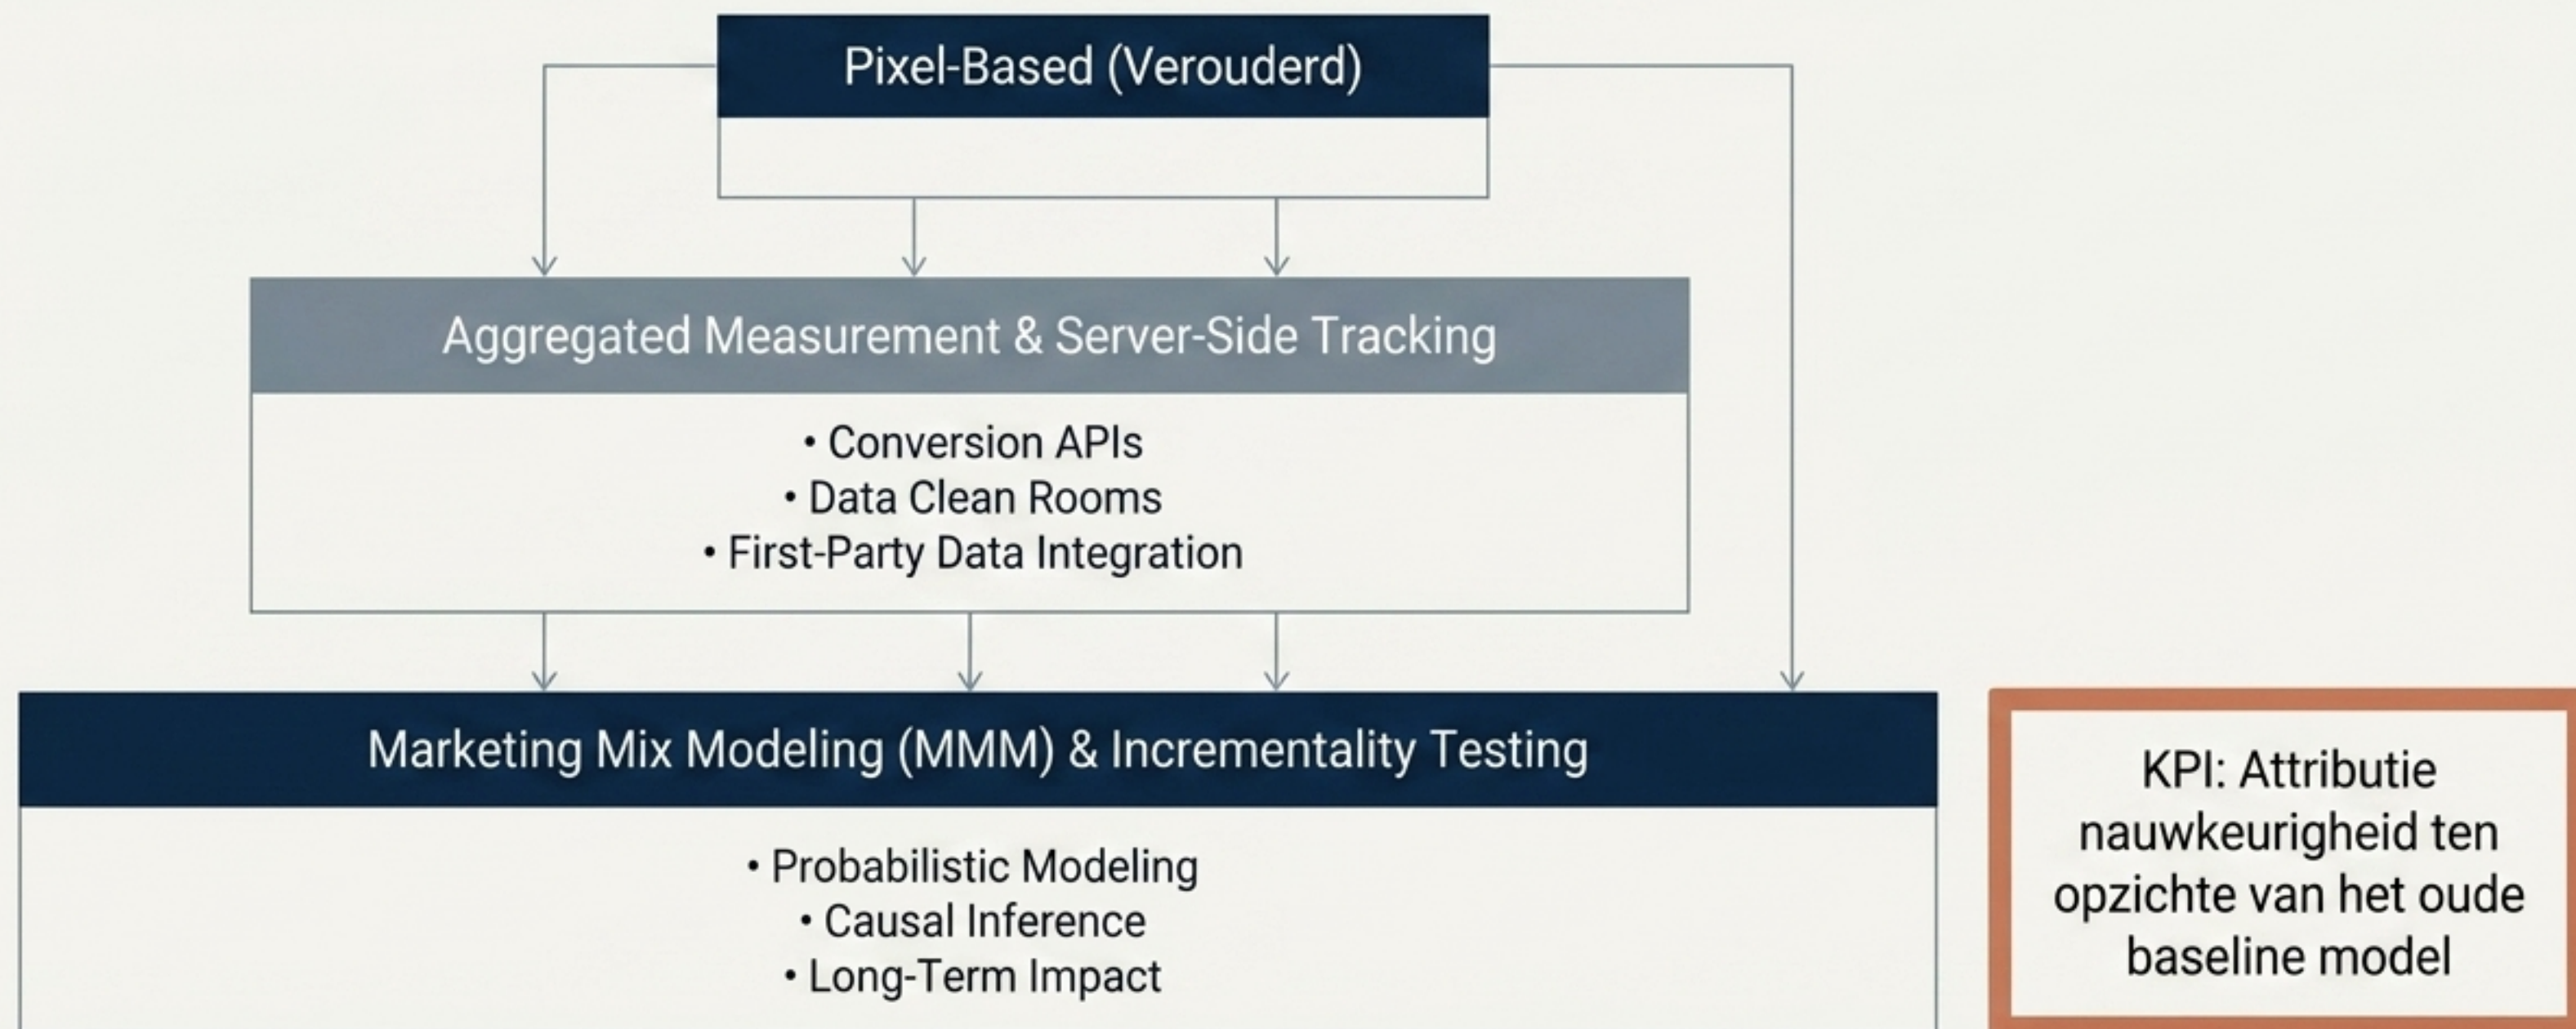 Pixel-Based (Verouderd)
Aggregated Measurement & Server-Side Tracking
• Conversion APIs
• Data Clean Rooms
• First-Party Data Integration
Marketing Mix Modeling (MMM) & Incrementality Testing
• Probabilistic Modeling
• Causal Inference
• Long-Term Impact
KPI: Attributie
nauwkeurigheid ten
opzichte van het oude
baseline model